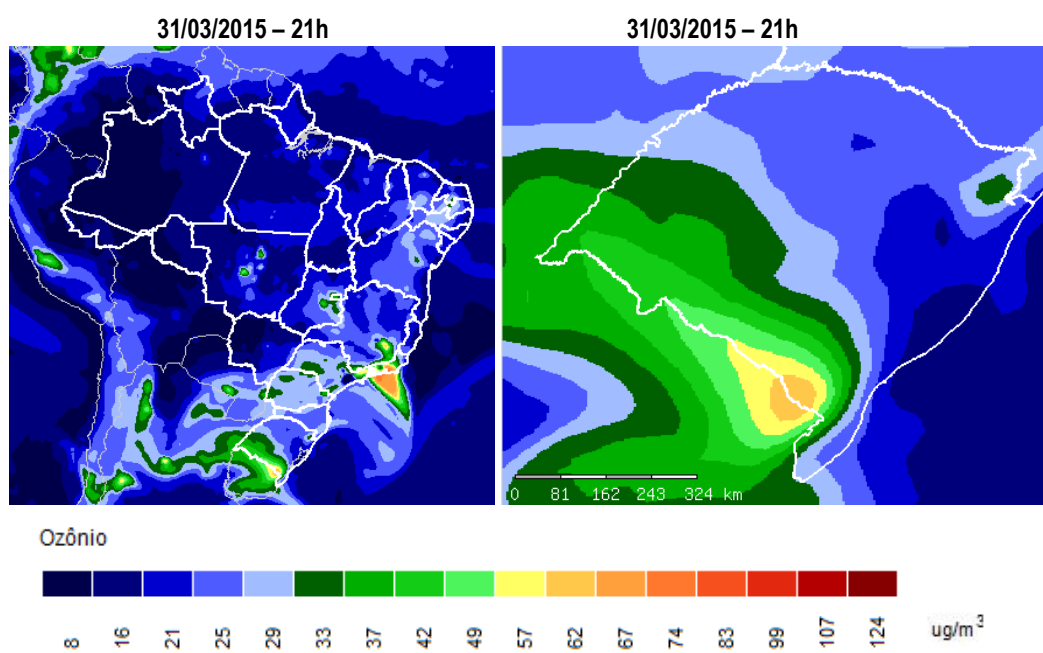 31/03/2015 – 21h
31/03/2015 – 21h
0 81 162 243 324 km
Ozônio
8 16 21 25 29 33 37 42 49 57 62 67 74 83 99 107 124 ug/m³